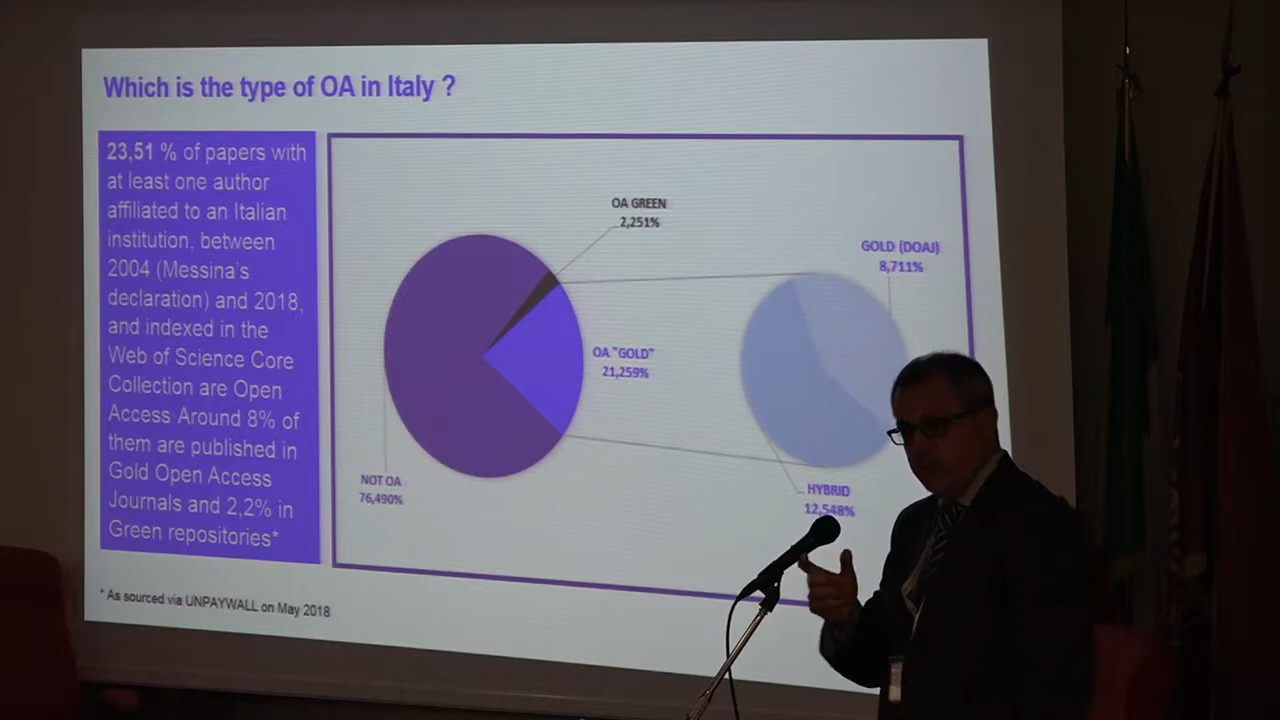 Which is the type of OA in Italy ?
23,51 % of papers with
at least one author
affiliated to an Italian
institution, between
2004 (Messina's
declaration) and 2018,
and indexed in the
Web of Science Core
Collection are Open
Access Around 8% of
them are published in
Gold Open Access
Journals and 2,2% in
Green repositories*
OA GREEN
2,251%
GOLD (DOAJ)
8,711%
OA "GOLD"
21,259%
NOT OA
76,490%
HYBRID
12,548%
* As sourced via UNPAYWALL on May 2018